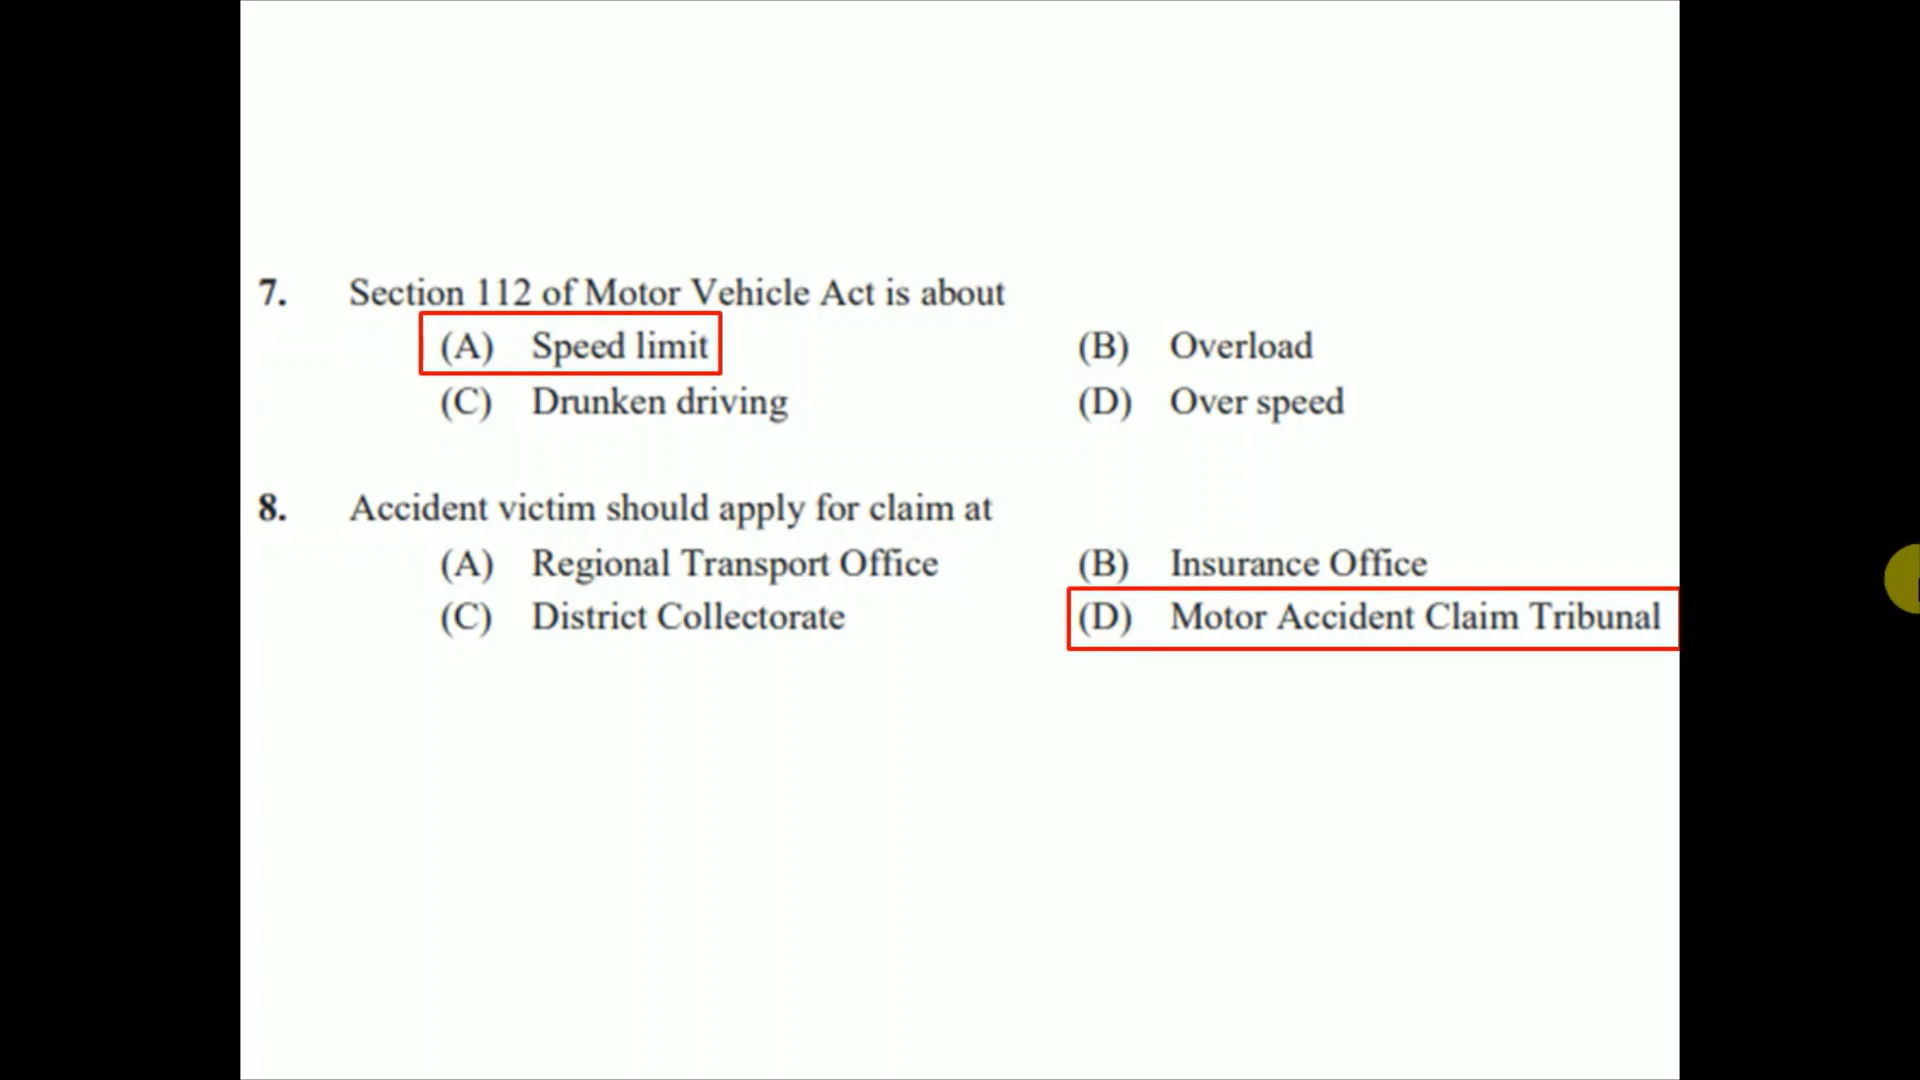 7. Section 112 of Motor Vehicle Act is about
(A) Speed limit (B) Overload
(C) Drunken driving (D) Over speed
8. Accident victim should apply for claim at
(A) Regional Transport Office (B) Insurance Office
(C) District Collectorate (D) Motor Accident Claim Tribunal